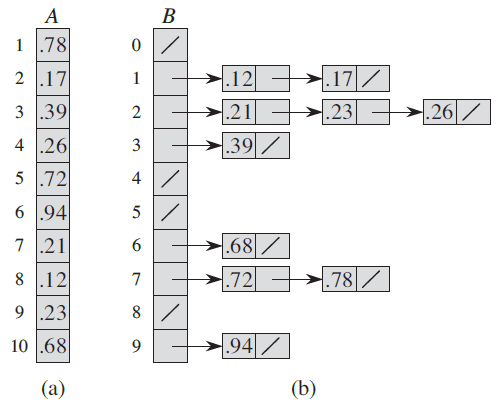 A B
1 .78 0 /
2 .17 1 .12 .17 /
3 .39 2 .21 .23 .26 /
4 .26 3 .39 /
5 .72 4 /
6 .94 5 /
7 .21 6 .68 /
8 .12 7 .72 .78 /
9 .23 8 /
10 .68 9 .94 /
(a) (b)